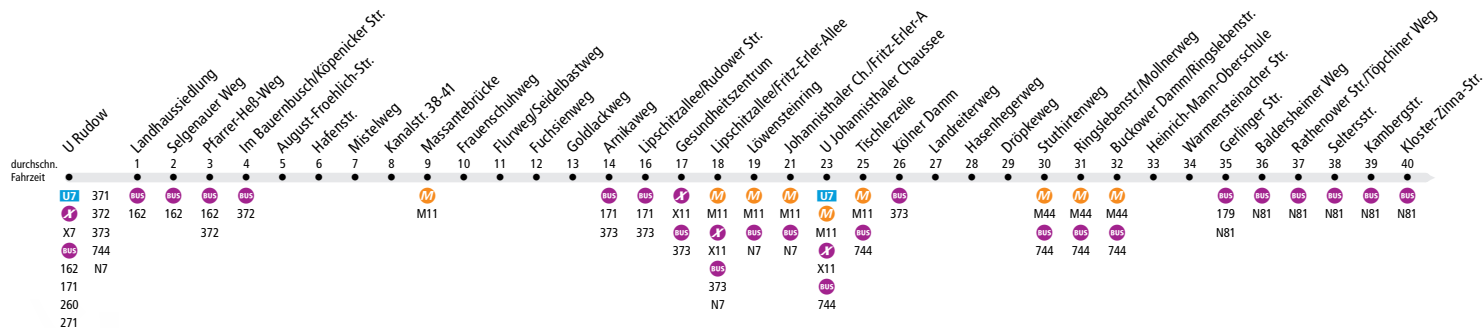 U Rudow
Landhaussiedlung
Selgenauer Weg
Pfarrer-Heß-Weg
Im Bauernbusch/Köpenicker Str.
August-Froehlich-Str.
Hafenstr.
Mistelweg
Kanalstr. 38-41
Massantebrücke
Frauenschuhweg
Flurweg/Seidelbastweg
Fuchsienweg
Goldlackweg
Arnikaweg
Lipschitzallee/Rudower Str.
Gesundheitszentrum
Lipschitzallee/Fritz-Erler-Allee
Löwensteinring
Johannisthaler Ch./Fritz-Erler-A
U Johannisthaler Chaussee
Tischlerzeile
Kölner Damm
Landreiterweg
Hasenhegerweg
Dröpkeweg
Stuthirtenweg
Ringslebenstr./Mollnerweg
Buckower Damm/Ringslebenstr.
Heinrich-Mann-Oberschule
Warmensteinacher Str.
Gerlinger Str.
Baldersheimer Weg
Rathenower Str./Töpchiner Weg
Seltersstr.
Kambergstr.
Kloster-Zinna-Str.
durchschn. 1 2 3 4 5 6 7 8 9 10 11 12 13 14 16 17 18 19 21 23 25 26 27 28 29 30 31 32 33 34 35 36 37 38 39 40
Fahrzeit
U7 371 BUS BUS BUS BUS M BUS BUS X M M M U7 M BUS M M M BUS BUS BUS BUS BUS BUS
X 372 162 162 162 372 M11 171 171 X11 M11 M11 M11 M M11 373 M44 M44 M44 179 N81 N81 N81 N81 N81
X7 373 372 373 373 BUS X BUS BUS M11 BUS BUS BUS BUS N81
BUS 744 373 X11 N7 N7 X 744 744 744 744
162 N7 BUS X11
171 373 BUS
260 N7 744
271